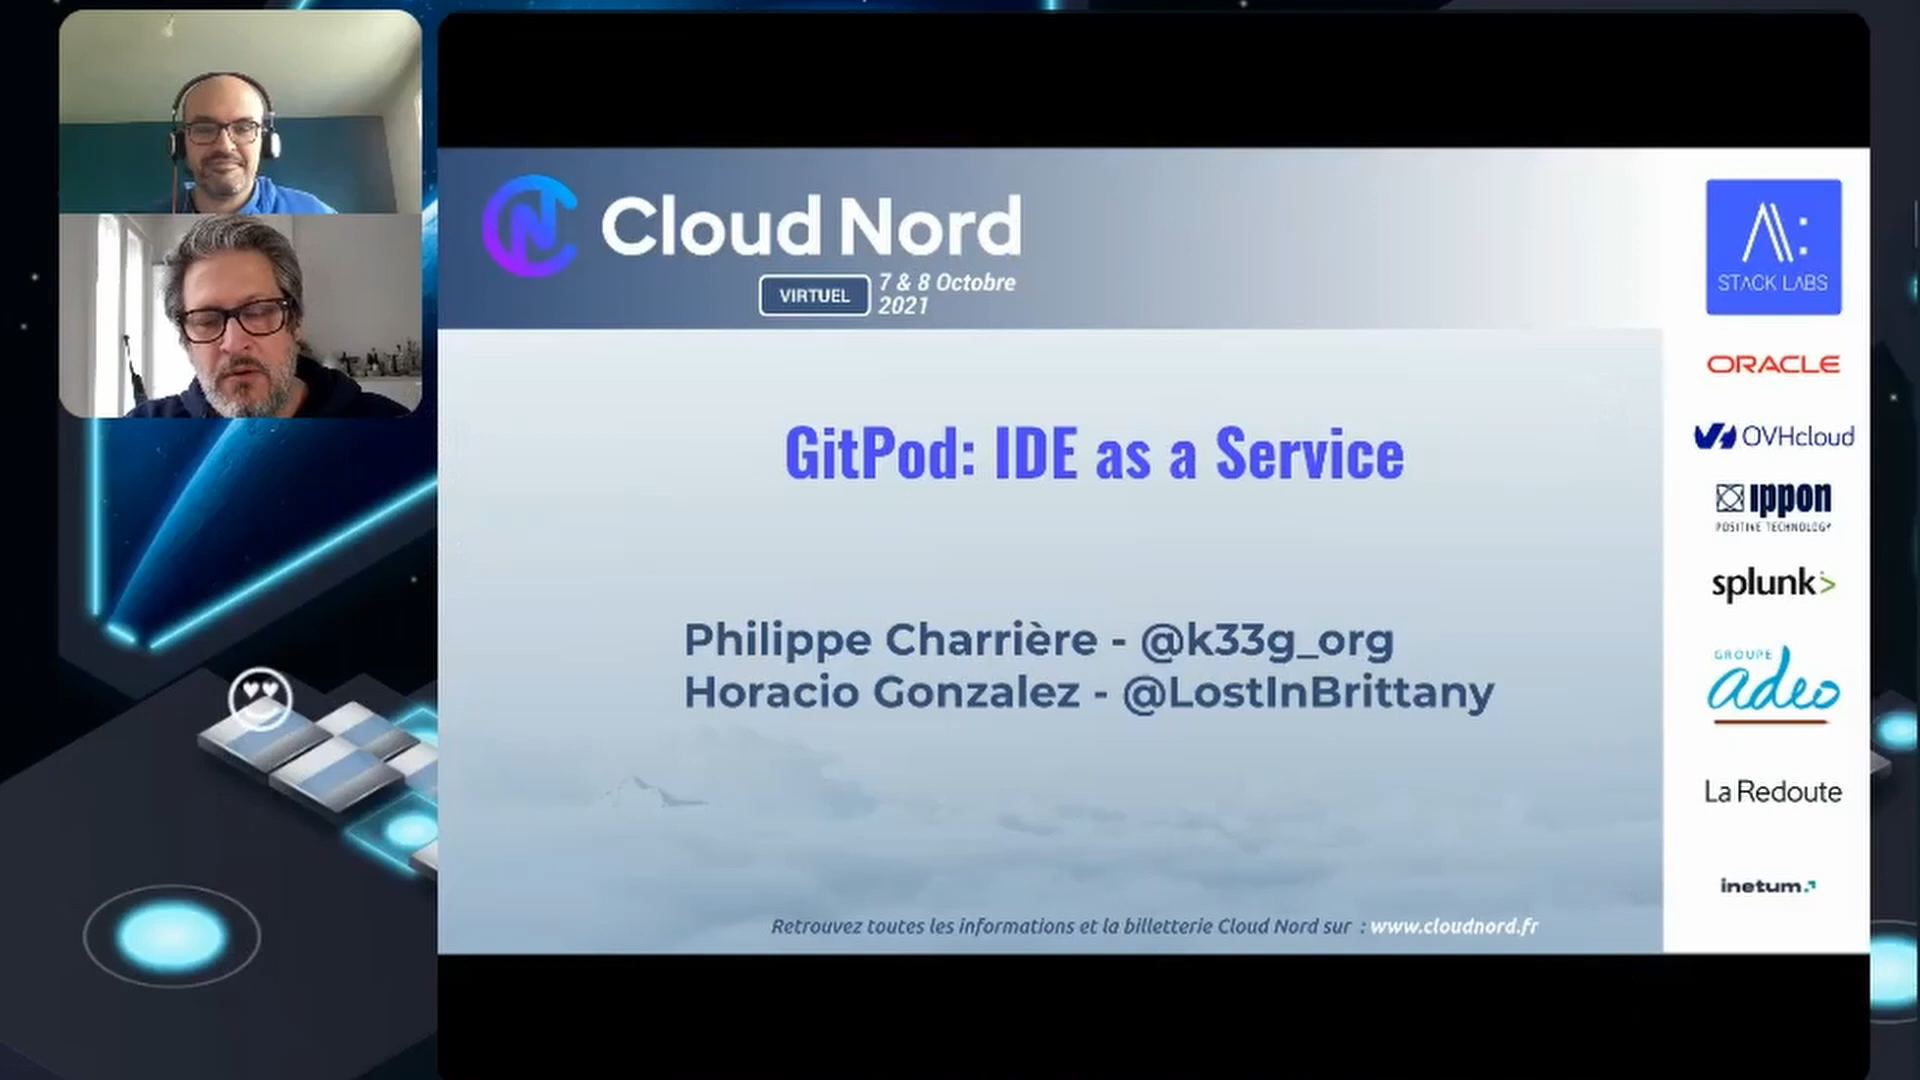 Cloud Nord
VIRTUEL
7 & 8 Octobre
2021
GitPod: IDE as a Service
Philippe Charrière - @k33g_org
Horacio Gonzalez - @LostInBrittany
Retrouvez toutes les informations et la billetterie Cloud Nord sur : www.cloudnord.fr
STACK LABS
ORACLE
OVHcloud
ippon
POSITIVE TECHNOLOGY
splunk>
GROUPE
adeo
La Redoute
inetum.